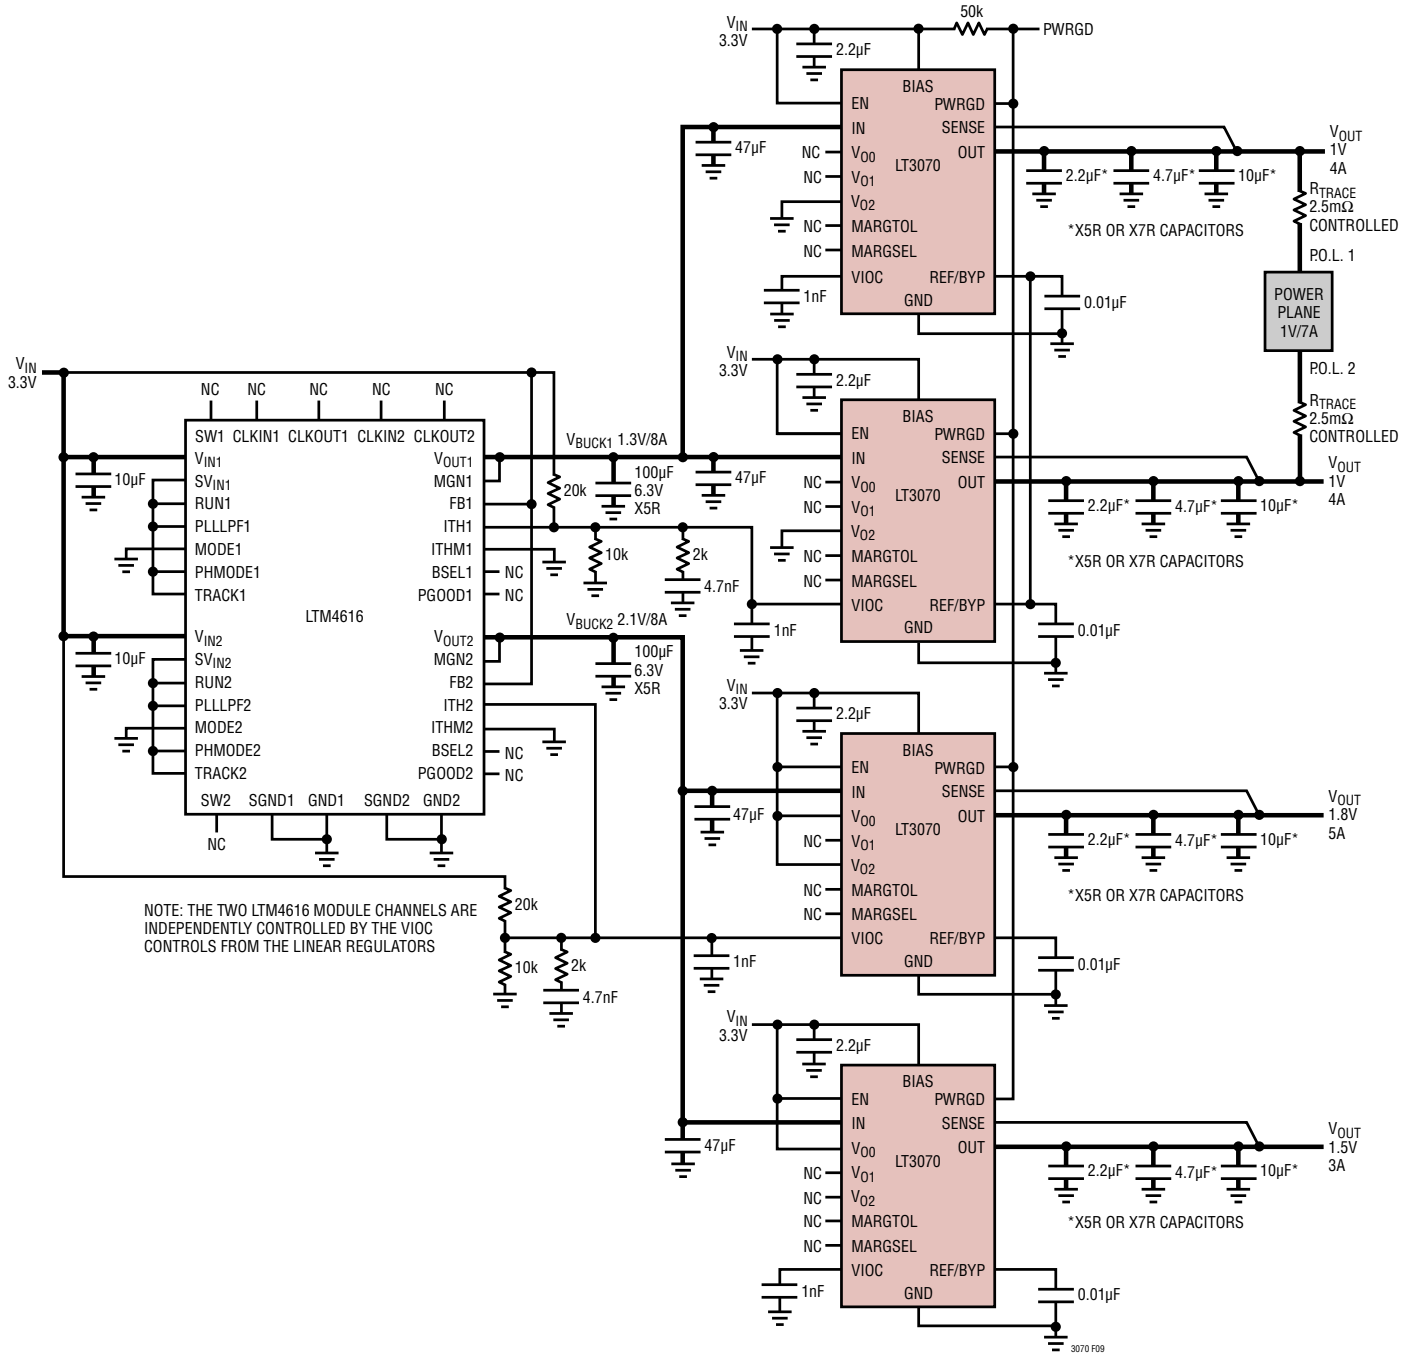 50k
VIN
3.3V
PWRGD
2.2µF
BIAS
EN
PWRGD
IN
SENSE
47µF
NC
VO0
OUT
LT3070
NC
VO1
VO2
NC
MARGTOL
NC
MARGSEL
VIOC
REF/BYP
1nF
GND
0.01µF
2.2µF*
4.7µF*
10µF*
*X5R OR X7R CAPACITORS
VOUT
1V
4A
RTRACE
2.5mΩ
CONTROLLED
P.O.L. 1
POWER
PLANE
1V/7A
P.O.L. 2
RTRACE
2.5mΩ
CONTROLLED
VIN
3.3V
2.2µF
BIAS
EN
PWRGD
IN
SENSE
47µF
NC
VO0
OUT
LT3070
NC
VO1
VO2
NC
MARGTOL
NC
MARGSEL
VIOC
REF/BYP
1nF
GND
0.01µF
2.2µF*
4.7µF*
10µF*
*X5R OR X7R CAPACITORS
VOUT
1V
4A
VIN
3.3V
NC
NC
NC
NC
NC
SW1 CLKIN1 CLKOUT1 CLKIN2 CLKOUT2
VIN1
SVIN1
RUN1
PLLLPF1
MODE1
PHMODE1
TRACK1
LTM4616
VIN2
SVIN2
RUN2
PLLLPF2
MODE2
PHMODE2
TRACK2
10µF
10µF
VOUT1
MGN1
FB1
ITH1
ITHM1
BSEL1
NC
PGOOD1
NC
VOUT2
MGN2
FB2
ITH2
ITHM2
BSEL2
NC
PGOOD2
NC
SW2 SGND1 GND1 SGND2 GND2
NC
VBUCK1 1.3V/8A
100µF
6.3V
X5R
20k
10k
2k
4.7nF
VBUCK2 2.1V/8A
100µF
6.3V
X5R
20k
10k
2k
4.7nF
NOTE: THE TWO LTM4616 MODULE CHANNELS ARE
INDEPENDENTLY CONTROLLED BY THE VIOC
CONTROLS FROM THE LINEAR REGULATORS
VIN
3.3V
2.2µF
BIAS
EN
PWRGD
IN
SENSE
47µF
VO0
OUT
LT3070
NC
VO1
VO2
NC
MARGTOL
NC
MARGSEL
VIOC
REF/BYP
1nF
GND
0.01µF
2.2µF*
4.7µF*
10µF*
*X5R OR X7R CAPACITORS
VOUT
1.8V
5A
VIN
3.3V
2.2µF
BIAS
EN
PWRGD
IN
SENSE
47µF
VO0
OUT
LT3070
NC
VO1
NC
VO2
NC
MARGTOL
NC
MARGSEL
VIOC
REF/BYP
1nF
GND
0.01µF
2.2µF*
4.7µF*
10µF*
*X5R OR X7R CAPACITORS
VOUT
1.5V
3A
3070 F09